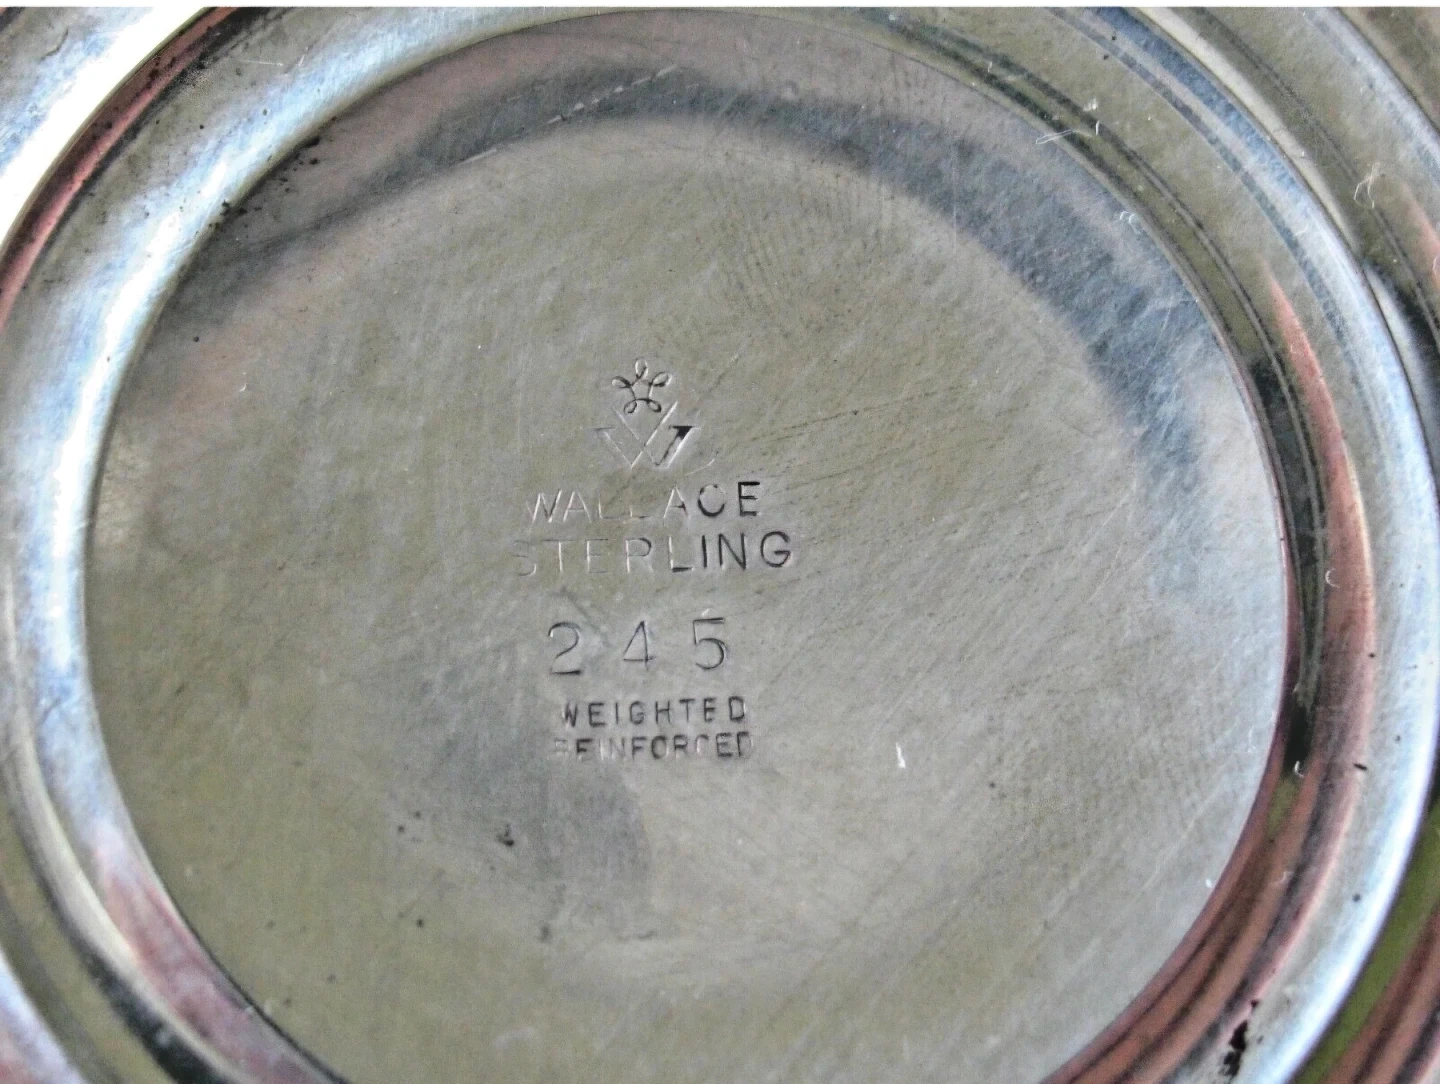 W
WALLACE
STERLING
245
WEIGHTED
REINFORCED